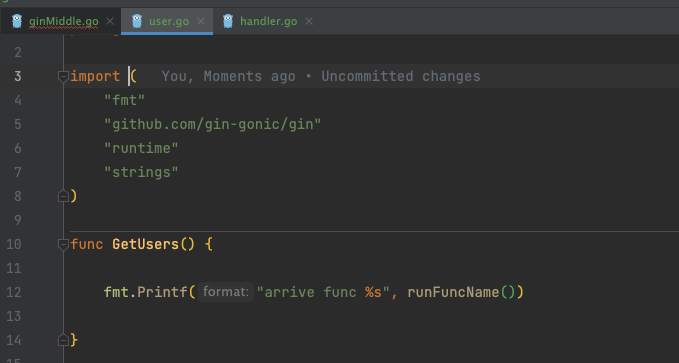 ginMiddle.go × user.go × handler.go ×
2
3 import ( You, Moments ago • Uncommitted changes
4 "fmt"
5 "github.com/gin-gonic/gin"
6 "runtime"
7 "strings"
8 )
9
10 func GetUsers() {
11
12 fmt.Printf( format: "arrive func %s", runFuncName())
13
14 }